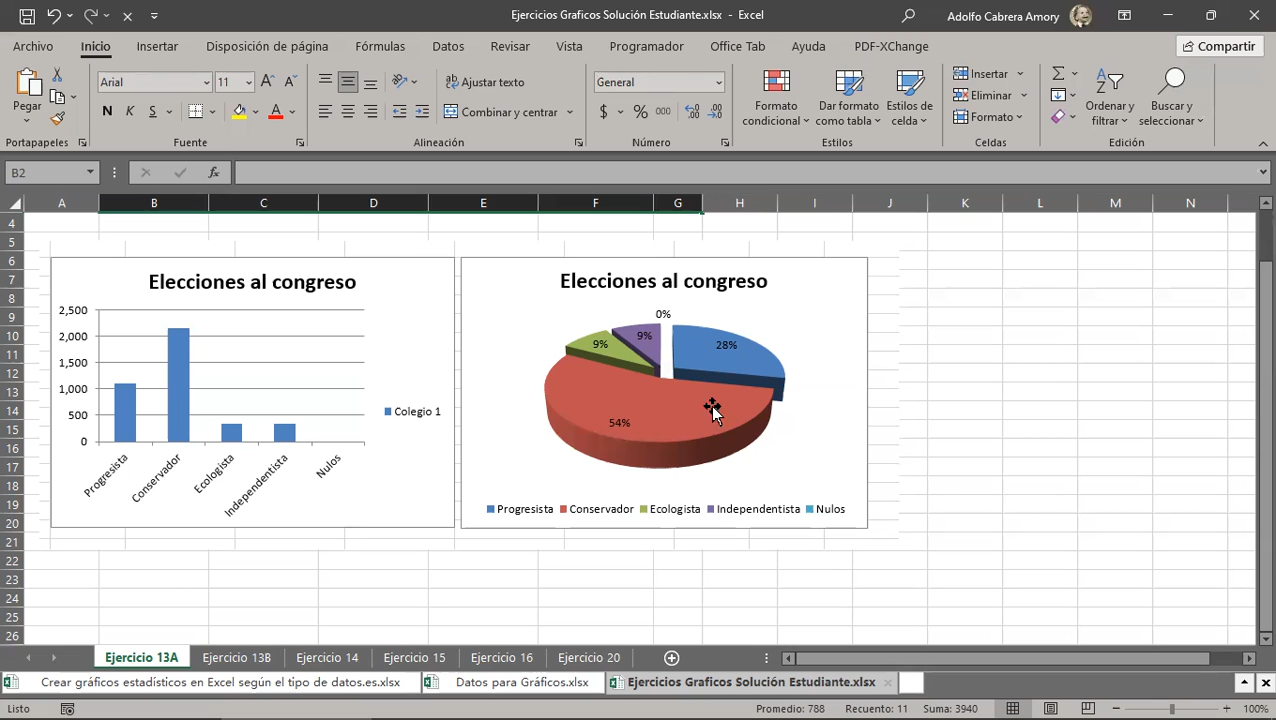 Ejercicios Graficos Solución Estudiante.xlsx - Excel
Adolfo Cabrera Amory
Archivo Inicio Insertar Disposición de página Fórmulas Datos Revisar Vista Programador Office Tab Ayuda PDF-XChange Compartir
Pegar
Arial 11
N K S
Ajustar texto
Combinar y centrar
General
$ % 000
Formato condicional
Dar formato como tabla
Estilos de celda
Insertar
Eliminar
Formato
Ordenar y filtrar
Buscar y seleccionar
Portapapeles Fuente Alineación Número Estilos Celdas Edición
B2 fx
A B C D E F G H I J K L M N
4
5
6
7
8
9
10
11
12
13
14
15
16
17
18
19
20
21
22
23
24
25
26
Elecciones al congreso
2,500
2,000
1,500
1,000
500
0
Progresista
Conservador
Ecologista
Independentista
Nulos
Colegio 1
Elecciones al congreso
0%
9% 9% 28%
54%
Progresista Conservador Ecologista Independentista Nulos
Ejercicio 13A Ejercicio 13B Ejercicio 14 Ejercicio 15 Ejercicio 16 Ejercicio 20
Crear gráficos estadísticos en Excel según el tipo de datos.es.xlsx Datos para Gráficos.xlsx Ejercicios Graficos Solución Estudiante.xlsx
Listo Promedio: 788 Recuento: 11 Suma: 3940 100%